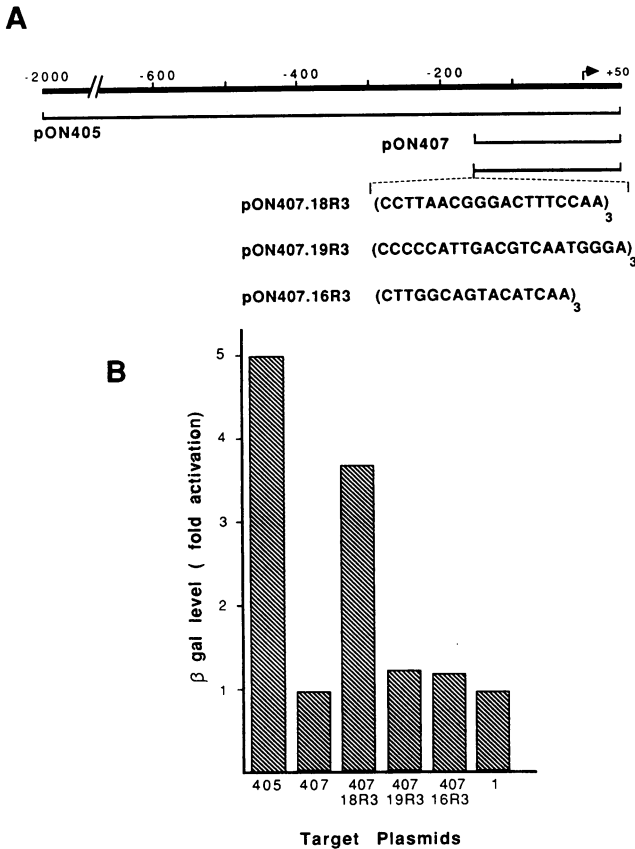 A
-2000 -600 -400 -200 +50
pON405
pON407
pON407.18R3 (CCTTAACGGGACTTTCCAA)3
pON407.19R3 (CCCCCATTGACGTCAATGGGA)3
pON407.16R3 (CTTGGCAGTACATCAA)3
B
β gal level ( fold activation)
5
4
3
2
1
405 407 407 407 407 1
18R3 19R3 16R3
Target Plasmids